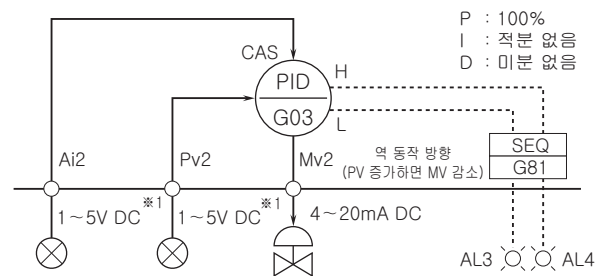 P : 100%
I : 적분 없음
D : 미분 없음
CAS
PID
G03
H
L
Ai2
Pv2
Mv2
역 동작 방향
(PV 증가하면 MV 감소)
SEQ
G81
1~5V DC
※1
1~5V DC
※1
4~20mA DC
AL3
AL4